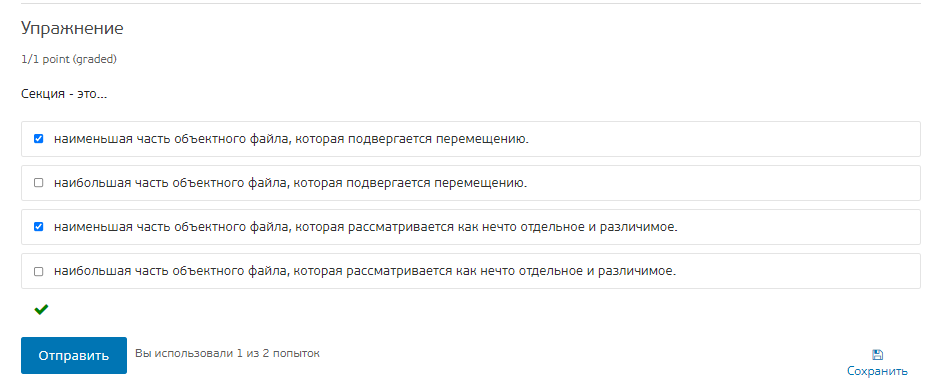 Упражнение
1/1 point (graded)
Секция - это...
наименьшая часть объектного файла, которая подвергается перемещению.
наибольшая часть объектного файла, которая подвергается перемещению.
наименьшая часть объектного файла, которая рассматривается как нечто отдельное и различимое.
наибольшая часть объектного файла, которая рассматривается как нечто отдельное и различимое.
Отправить
Вы использовали 1 из 2 попыток
Сохранить